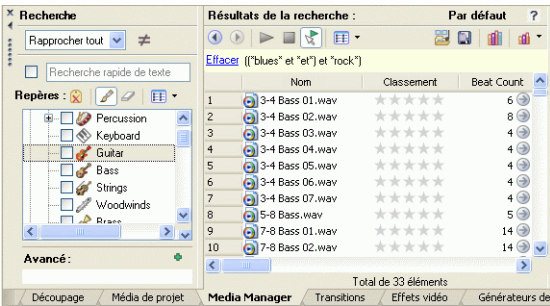 Recherche
Rapprocher tout
Recherche rapide de texte
Repères :
Percussion
Keyboard
Guitar
Bass
Strings
Woodwinds
Brass
Avancé :
Résultats de la recherche :
Par défaut ?
Effacer (("blues" et "et") et "rock")
Nom Classement Beat Count
1 3-4 Bass 01.wav 6
2 3-4 Bass 02.wav 8
3 3-4 Bass 03.wav 4
4 3-4 Bass 04.wav 4
5 3-4 Bass 05.wav 4
6 3-4 Bass 06.wav 4
7 3-4 Bass 07.wav 4
8 5-8 Bass.wav 5
9 7-8 Bass 01.wav 14
10 7-8 Bass 02.wav 14
Total de 33 éléments
Découpage Média de projet Media Manager Transitions Effets vidéo Générateurs de